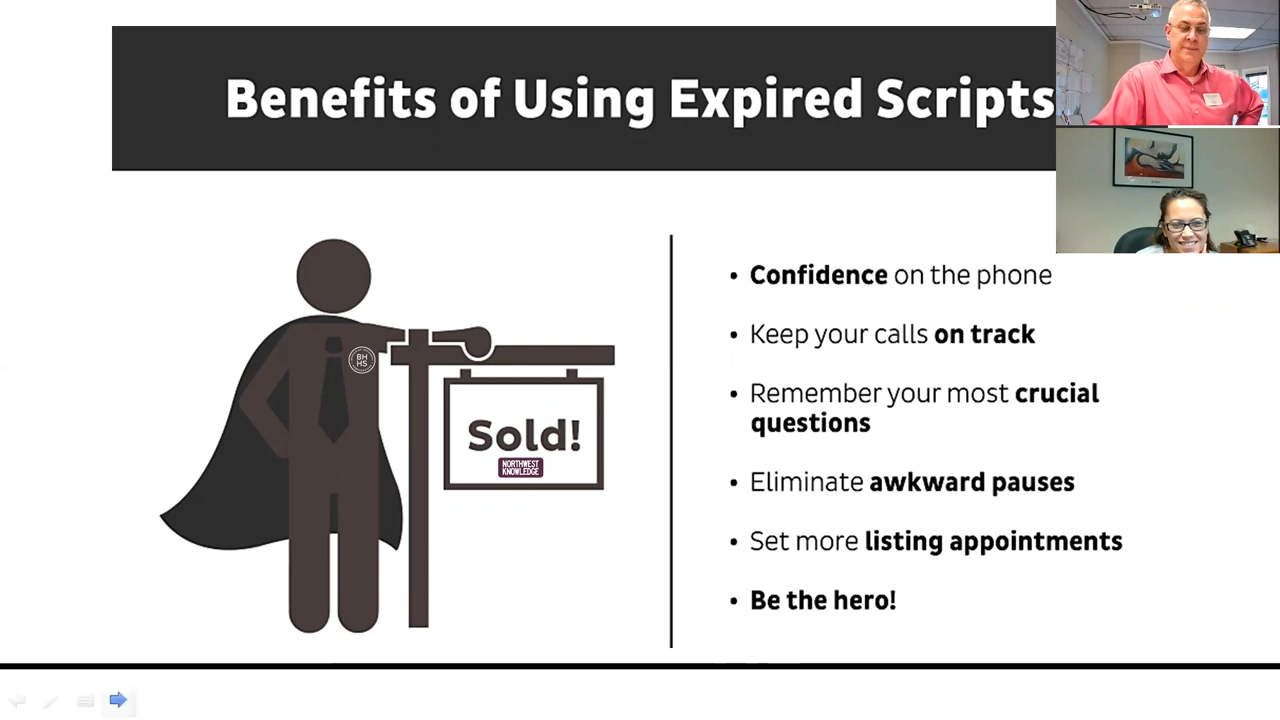 Benefits of Using Expired Scripts
BH
HS
Sold!
NORTHWEST
KNOWLEDGE
• Confidence on the phone
• Keep your calls on track
• Remember your most crucial
questions
• Eliminate awkward pauses
• Set more listing appointments
• Be the hero!